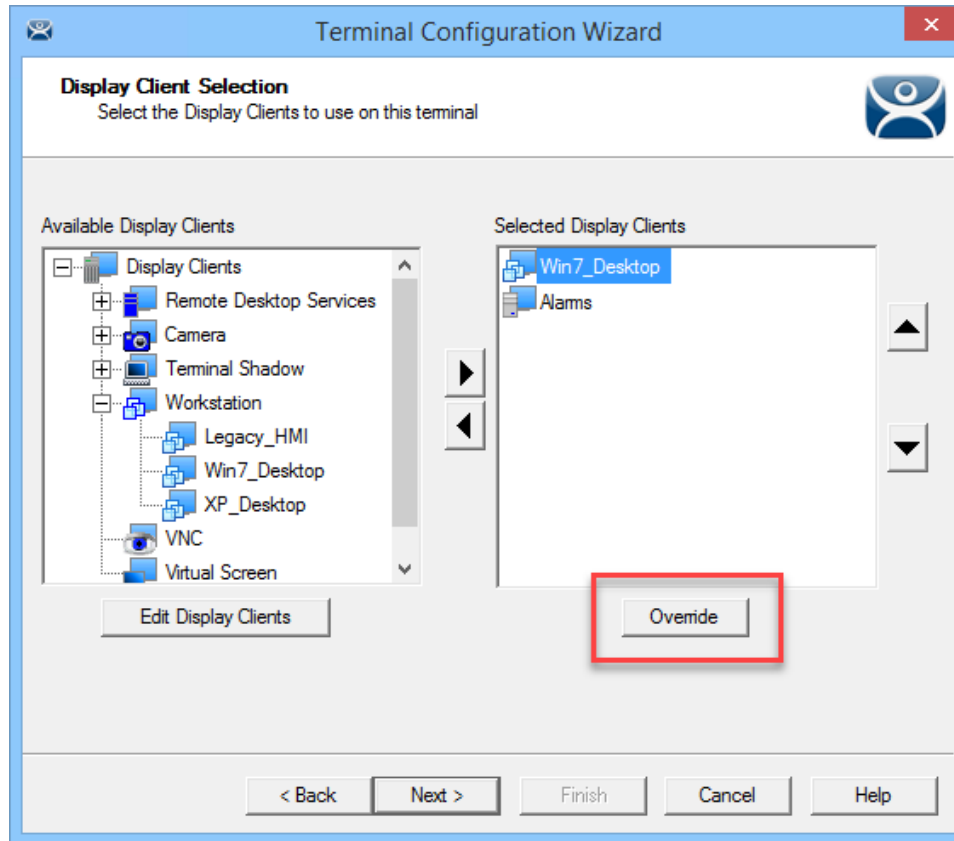 Terminal Configuration Wizard
Display Client Selection
Select the Display Clients to use on this terminal
Available Display Clients
Display Clients
Remote Desktop Services
Camera
Terminal Shadow
Workstation
Legacy_HMI
Win7_Desktop
XP_Desktop
VNC
Virtual Screen
Edit Display Clients
Selected Display Clients
Win7_Desktop
Alarms
Override
< Back
Next >
Finish
Cancel
Help